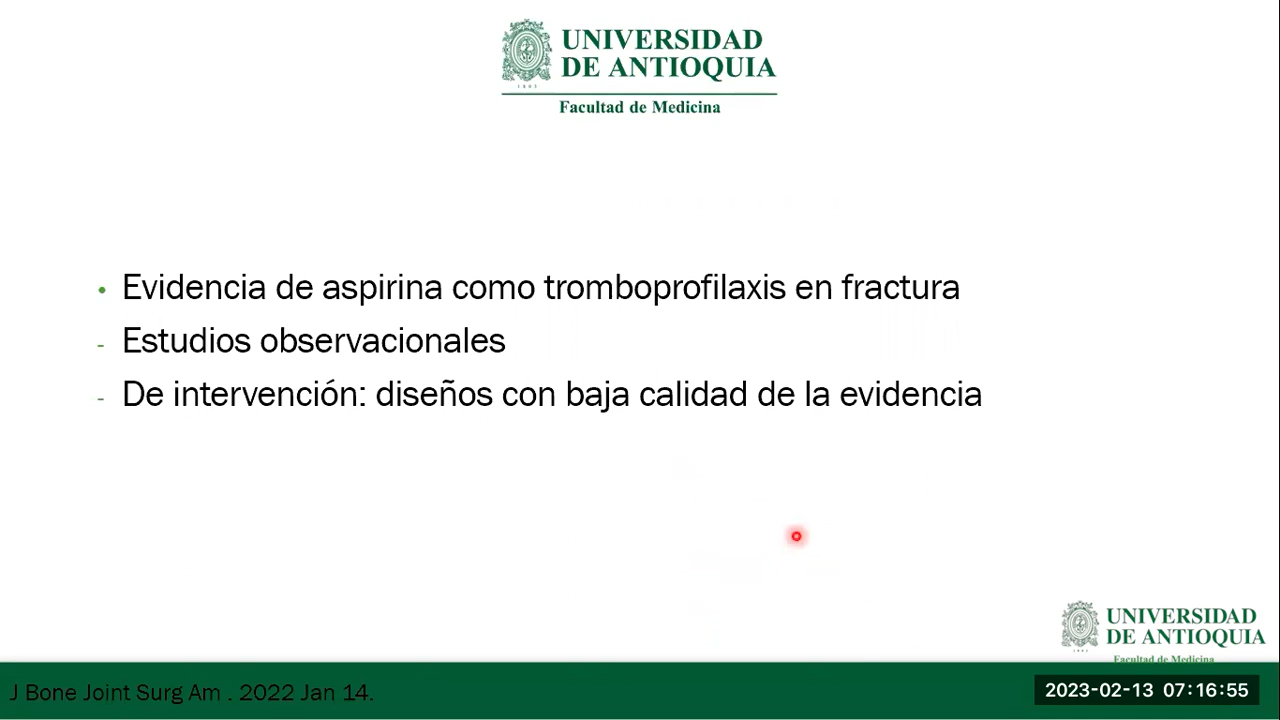 UNIVERSIDAD
DE ANTIOQUIA
1803
Facultad de Medicina
• Evidencia de aspirina como tromboprofilaxis en fractura
- Estudios observacionales
- De intervención: diseños con baja calidad de la evidencia
UNIVERSIDAD
DE ANTIOQUIA
Facultad de Medicina
J Bone Joint Surg Am . 2022 Jan 14.
2023-02-13 07:16:55